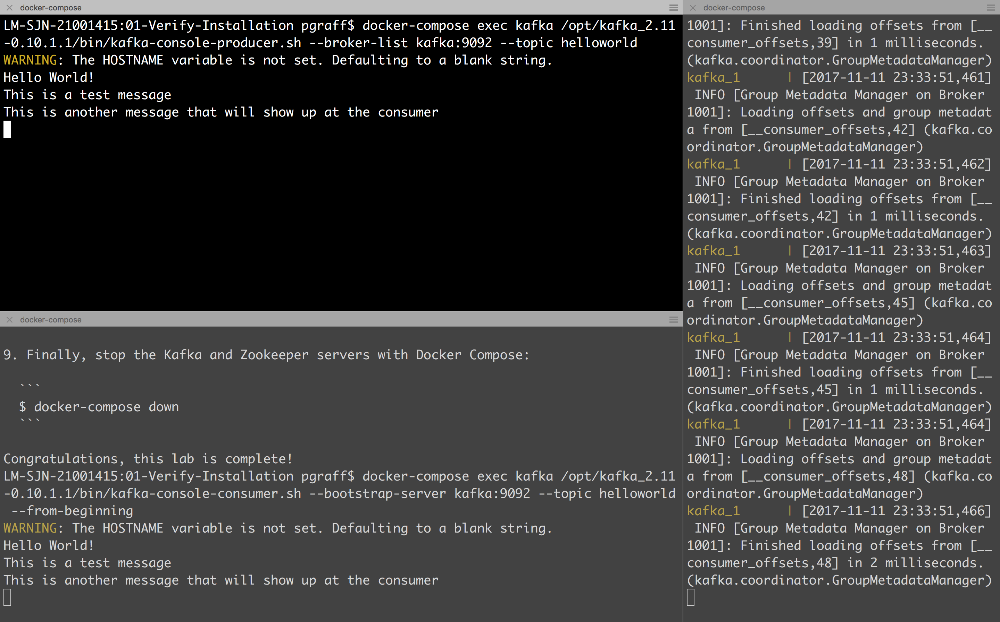 docker-compose
LM-SJN-21001415:01-Verify-Installation pgraff$ docker-compose exec kafka /opt/kafka_2.11
-0.10.1.1/bin/kafka-console-producer.sh --broker-list kafka:9092 --topic helloworld
WARNING: The HOSTNAME variable is not set. Defaulting to a blank string.
Hello World!
This is a test message
This is another message that will show up at the consumer
docker-compose
9. Finally, stop the Kafka and Zookeeper servers with Docker Compose:
```
$ docker-compose down
```
Congratulations, this lab is complete!
LM-SJN-21001415:01-Verify-Installation pgraff$ docker-compose exec kafka /opt/kafka_2.11
-0.10.1.1/bin/kafka-console-consumer.sh --bootstrap-server kafka:9092 --topic helloworld
--from-beginning
WARNING: The HOSTNAME variable is not set. Defaulting to a blank string.
Hello World!
This is a test message
This is another message that will show up at the consumer
docker-compose
1001]: Finished loading offsets from [__
consumer_offsets,39] in 1 milliseconds.
(kafka.coordinator.GroupMetadataManager)
kafka_1 | [2017-11-11 23:33:51,461]
INFO [Group Metadata Manager on Broker
1001]: Loading offsets and group metadat
a from [__consumer_offsets,42] (kafka.co
ordinator.GroupMetadataManager)
kafka_1 | [2017-11-11 23:33:51,462]
INFO [Group Metadata Manager on Broker
1001]: Finished loading offsets from [__
consumer_offsets,42] in 1 milliseconds.
(kafka.coordinator.GroupMetadataManager)
kafka_1 | [2017-11-11 23:33:51,463]
INFO [Group Metadata Manager on Broker
1001]: Loading offsets and group metadat
a from [__consumer_offsets,45] (kafka.co
ordinator.GroupMetadataManager)
kafka_1 | [2017-11-11 23:33:51,464]
INFO [Group Metadata Manager on Broker
1001]: Finished loading offsets from [__
consumer_offsets,45] in 1 milliseconds.
(kafka.coordinator.GroupMetadataManager)
kafka_1 | [2017-11-11 23:33:51,464]
INFO [Group Metadata Manager on Broker
1001]: Loading offsets and group metadat
a from [__consumer_offsets,48] (kafka.co
ordinator.GroupMetadataManager)
kafka_1 | [2017-11-11 23:33:51,466]
INFO [Group Metadata Manager on Broker
1001]: Finished loading offsets from [__
consumer_offsets,48] in 2 milliseconds.
(kafka.coordinator.GroupMetadataManager)